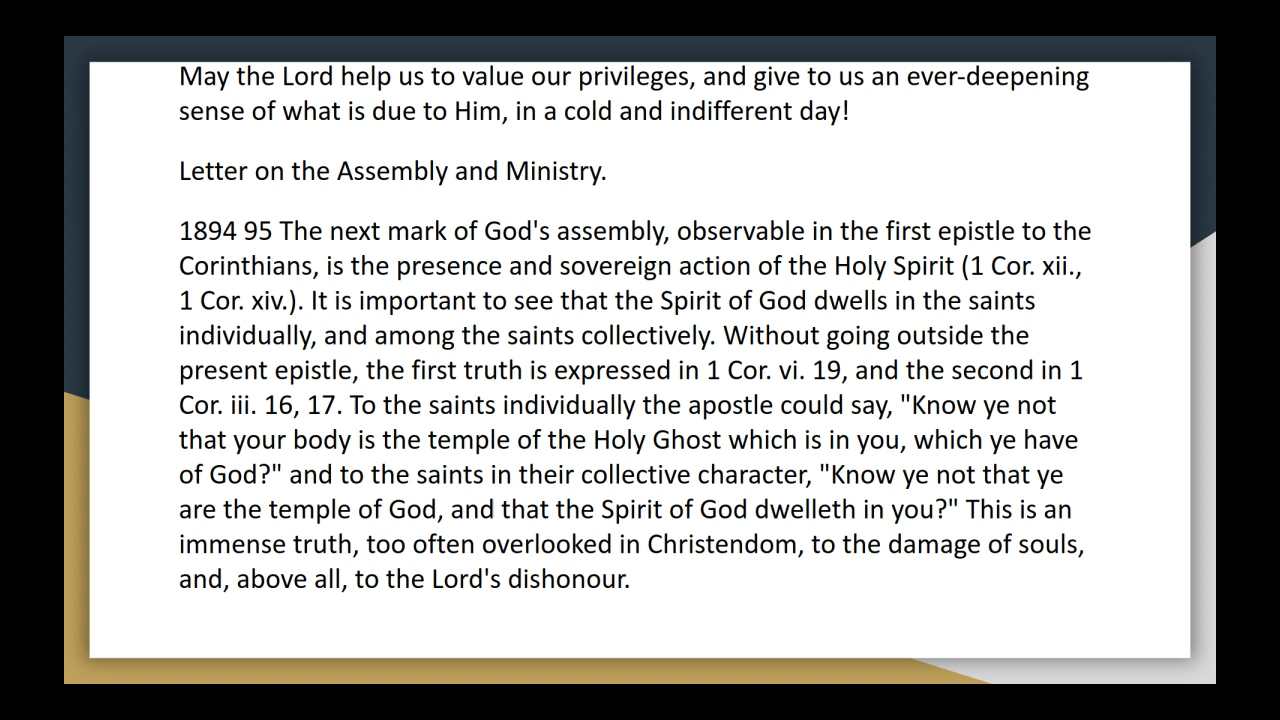 May the Lord help us to value our privileges, and give to us an ever-deepening
sense of what is due to Him, in a cold and indifferent day!
Letter on the Assembly and Ministry.
1894 95 The next mark of God's assembly, observable in the first epistle to the
Corinthians, is the presence and sovereign action of the Holy Spirit (1 Cor. xii.,
1 Cor. xiv.). It is important to see that the Spirit of God dwells in the saints
individually, and among the saints collectively. Without going outside the
present epistle, the first truth is expressed in 1 Cor. vi. 19, and the second in 1
Cor. iii. 16, 17. To the saints individually the apostle could say, "Know ye not
that your body is the temple of the Holy Ghost which is in you, which ye have
of God?" and to the saints in their collective character, "Know ye not that ye
are the temple of God, and that the Spirit of God dwelleth in you?" This is an
immense truth, too often overlooked in Christendom, to the damage of souls,
and, above all, to the Lord's dishonour.